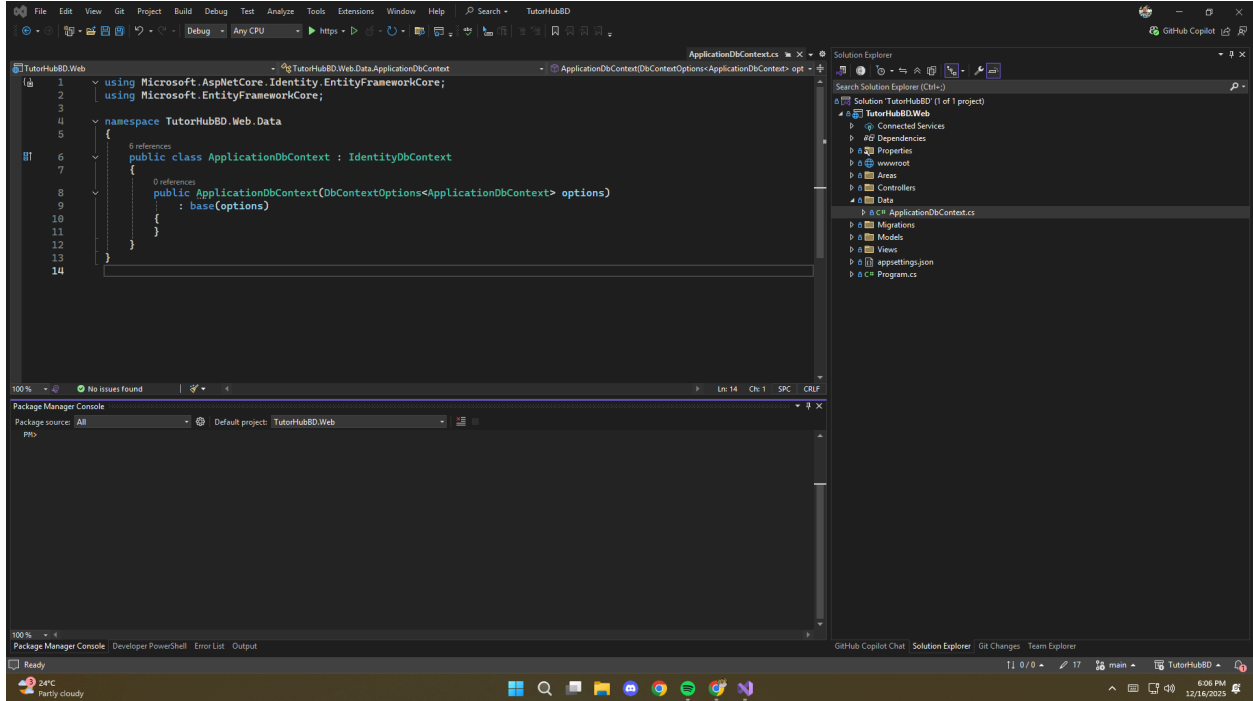 File Edit View Git Project Build Debug Test Analyze Tools Extensions Window Help Search TutorHubBD
Debug Any CPU https GitHub Copilot
ApplicationDbContext.cs
TutorHubBD.Web TutorHubBD.Web.Data.ApplicationDbContext ApplicationDbContext(DbContextOptions<ApplicationDbContext> opt
1 using Microsoft.AspNetCore.Identity.EntityFrameworkCore;
2 using Microsoft.EntityFrameworkCore;
3
4 namespace TutorHubBD.Web.Data
5 {
6 references
6 public class ApplicationDbContext : IdentityDbContext
7 {
0 references
8 public ApplicationDbContext(DbContextOptions<ApplicationDbContext> options)
9 : base(options)
10 {
11 }
12 }
13 }
14
100 % No issues found Ln: 14 Ch: 1 SPC CRLF
Package Manager Console
Package source: All Default project: TutorHubBD.Web
PM>
100 %
Package Manager Console Developer PowerShell Error List Output
Solution Explorer
Search Solution Explorer (Ctrl+;)
Solution 'TutorHubBD' (1 of 1 project)
TutorHubBD.Web
Connected Services
Dependencies
Properties
wwwroot
Areas
Controllers
Data
C# ApplicationDbContext.cs
Migrations
Models
Views
appsettings.json
C# Program.cs
GitHub Copilot Chat Solution Explorer Git Changes Team Explorer
Ready 0 / 0 17 main TutorHubBD
3 24°C
Partly cloudy
6:06 PM
12/16/2025